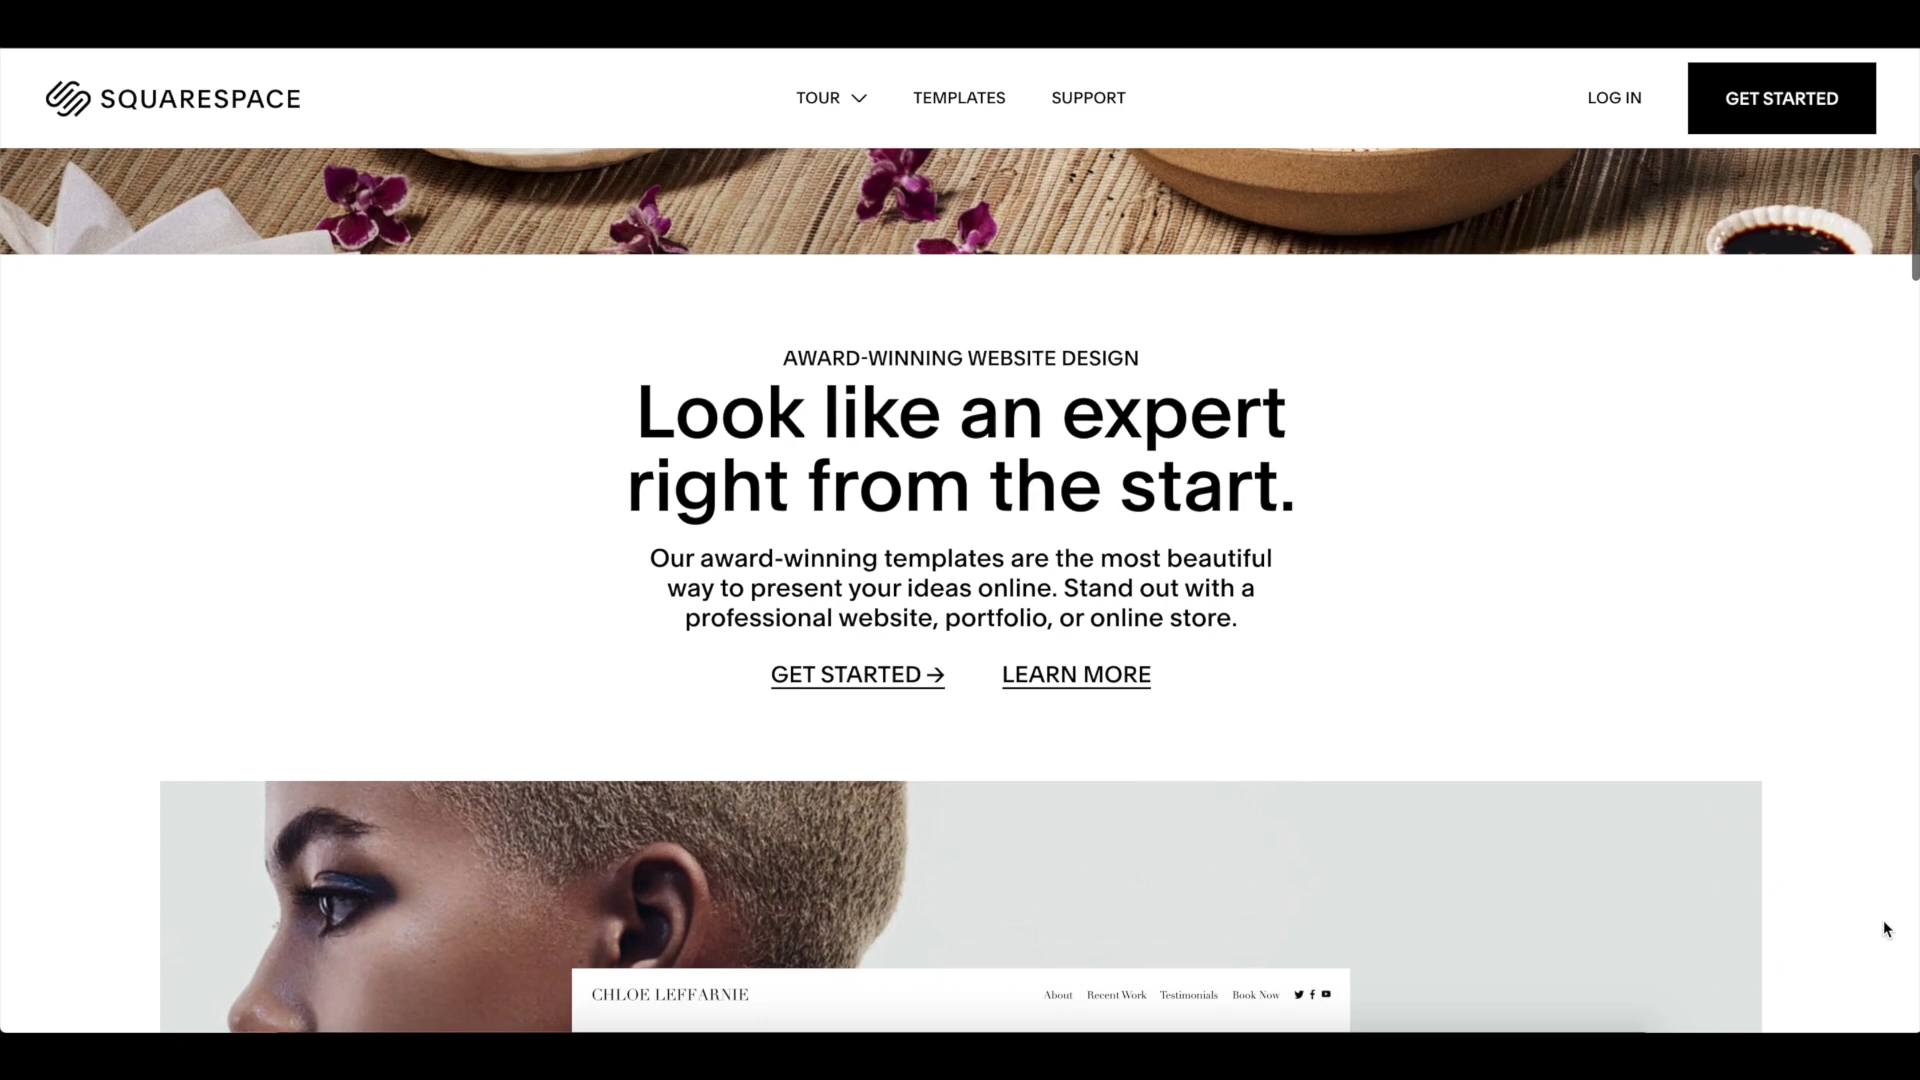 SQUARESPACE
TOUR
TEMPLATES
SUPPORT
LOG IN
GET STARTED
AWARD-WINNING WEBSITE DESIGN
Look like an expert
right from the start.
Our award-winning templates are the most beautiful
way to present your ideas online. Stand out with a
professional website, portfolio, or online store.
GET STARTED →
LEARN MORE
CHLOE LEFFARNIE
About
Recent Work
Testimonials
Book Now